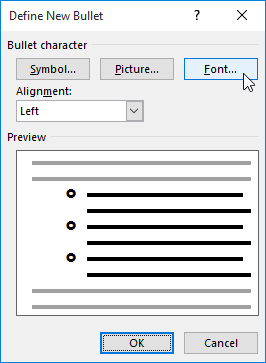 Define New Bullet ? ×
Bullet character
Symbol... Picture... Font...
Alignment:
Left
Preview
OK Cancel